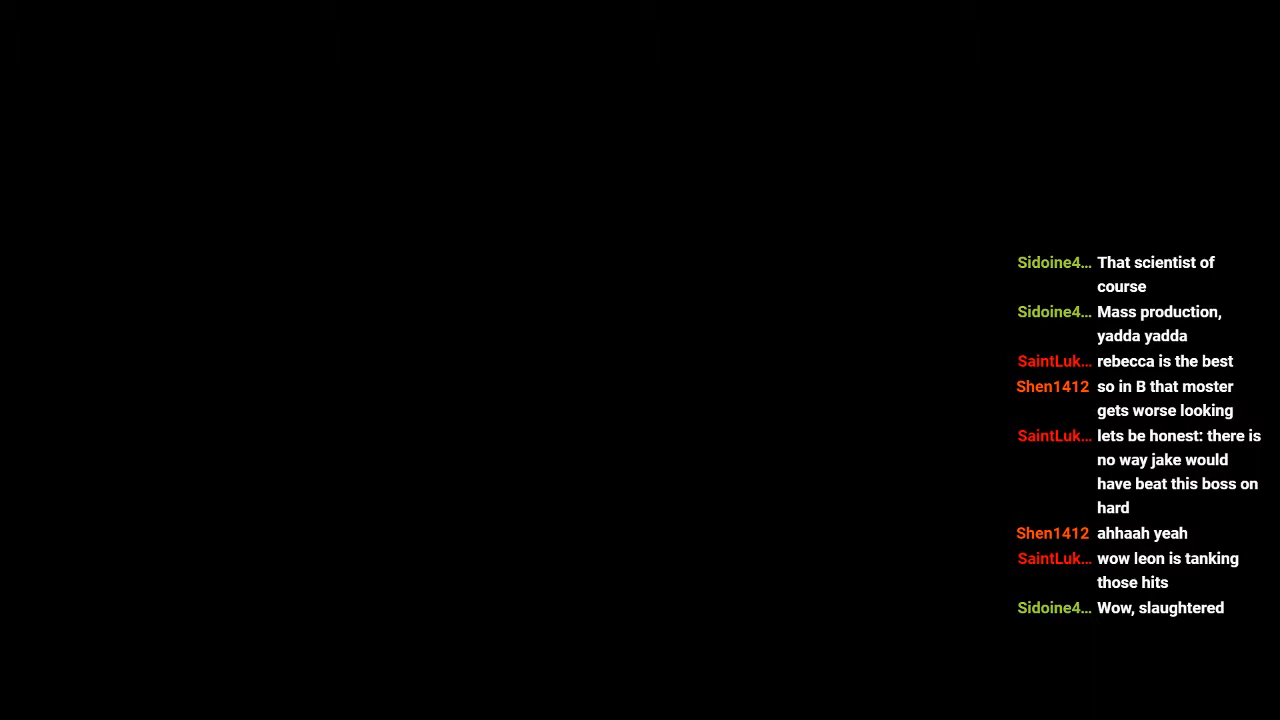 Sidoine4… That scientist of
course
Sidoine4… Mass production,
yadda yadda
SaintLuk… rebecca is the best
Shen1412 so in B that moster
gets worse looking
SaintLuk… lets be honest: there is
no way jake would
have beat this boss on
hard
Shen1412 ahhaah yeah
SaintLuk… wow leon is tanking
those hits
Sidoine4… Wow, slaughtered